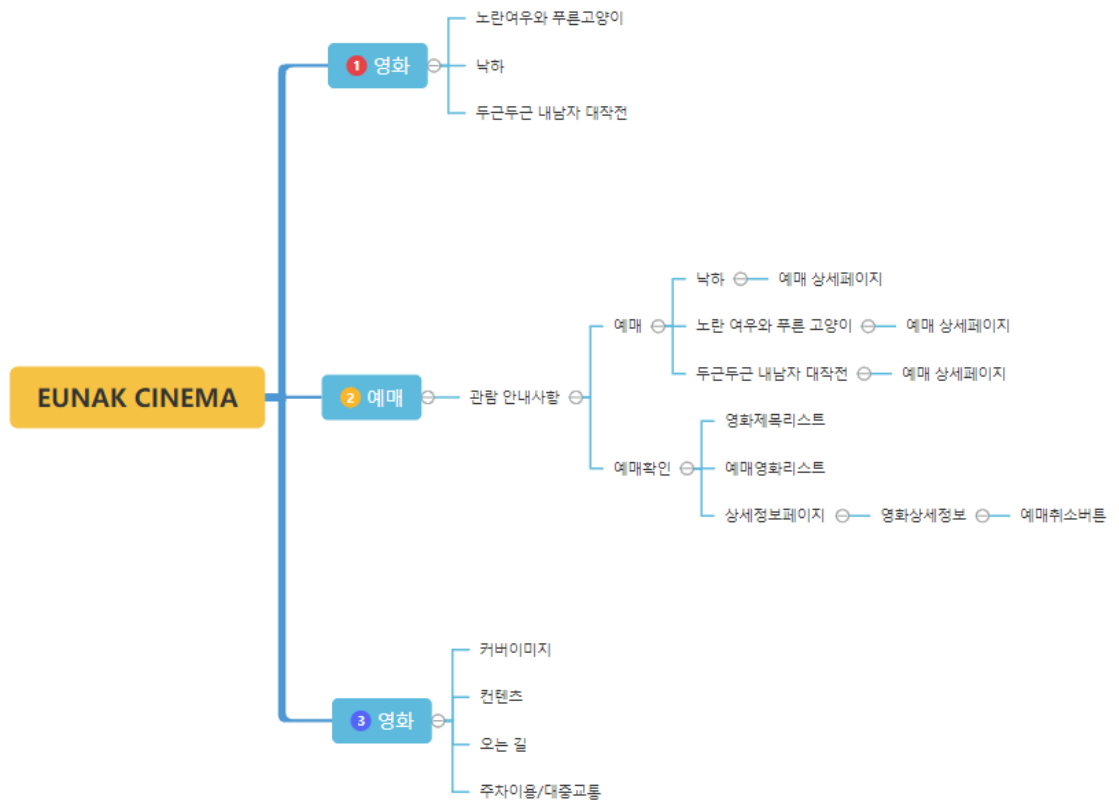 EUNAK CINEMA
1 영화
노란여우와 푸른고양이
낙하
두근두근 내남자 대작전
2 예매
관람 안내사항
예매
낙하
예매 상세페이지
노란 여우와 푸른 고양이
예매 상세페이지
두근두근 내남자 대작전
예매 상세페이지
예매확인
영화제목리스트
예매영화리스트
상세정보페이지
영화상세정보
예매취소버튼
3 영화
커버이미지
컨텐츠
오는 길
주차이용/대중교통